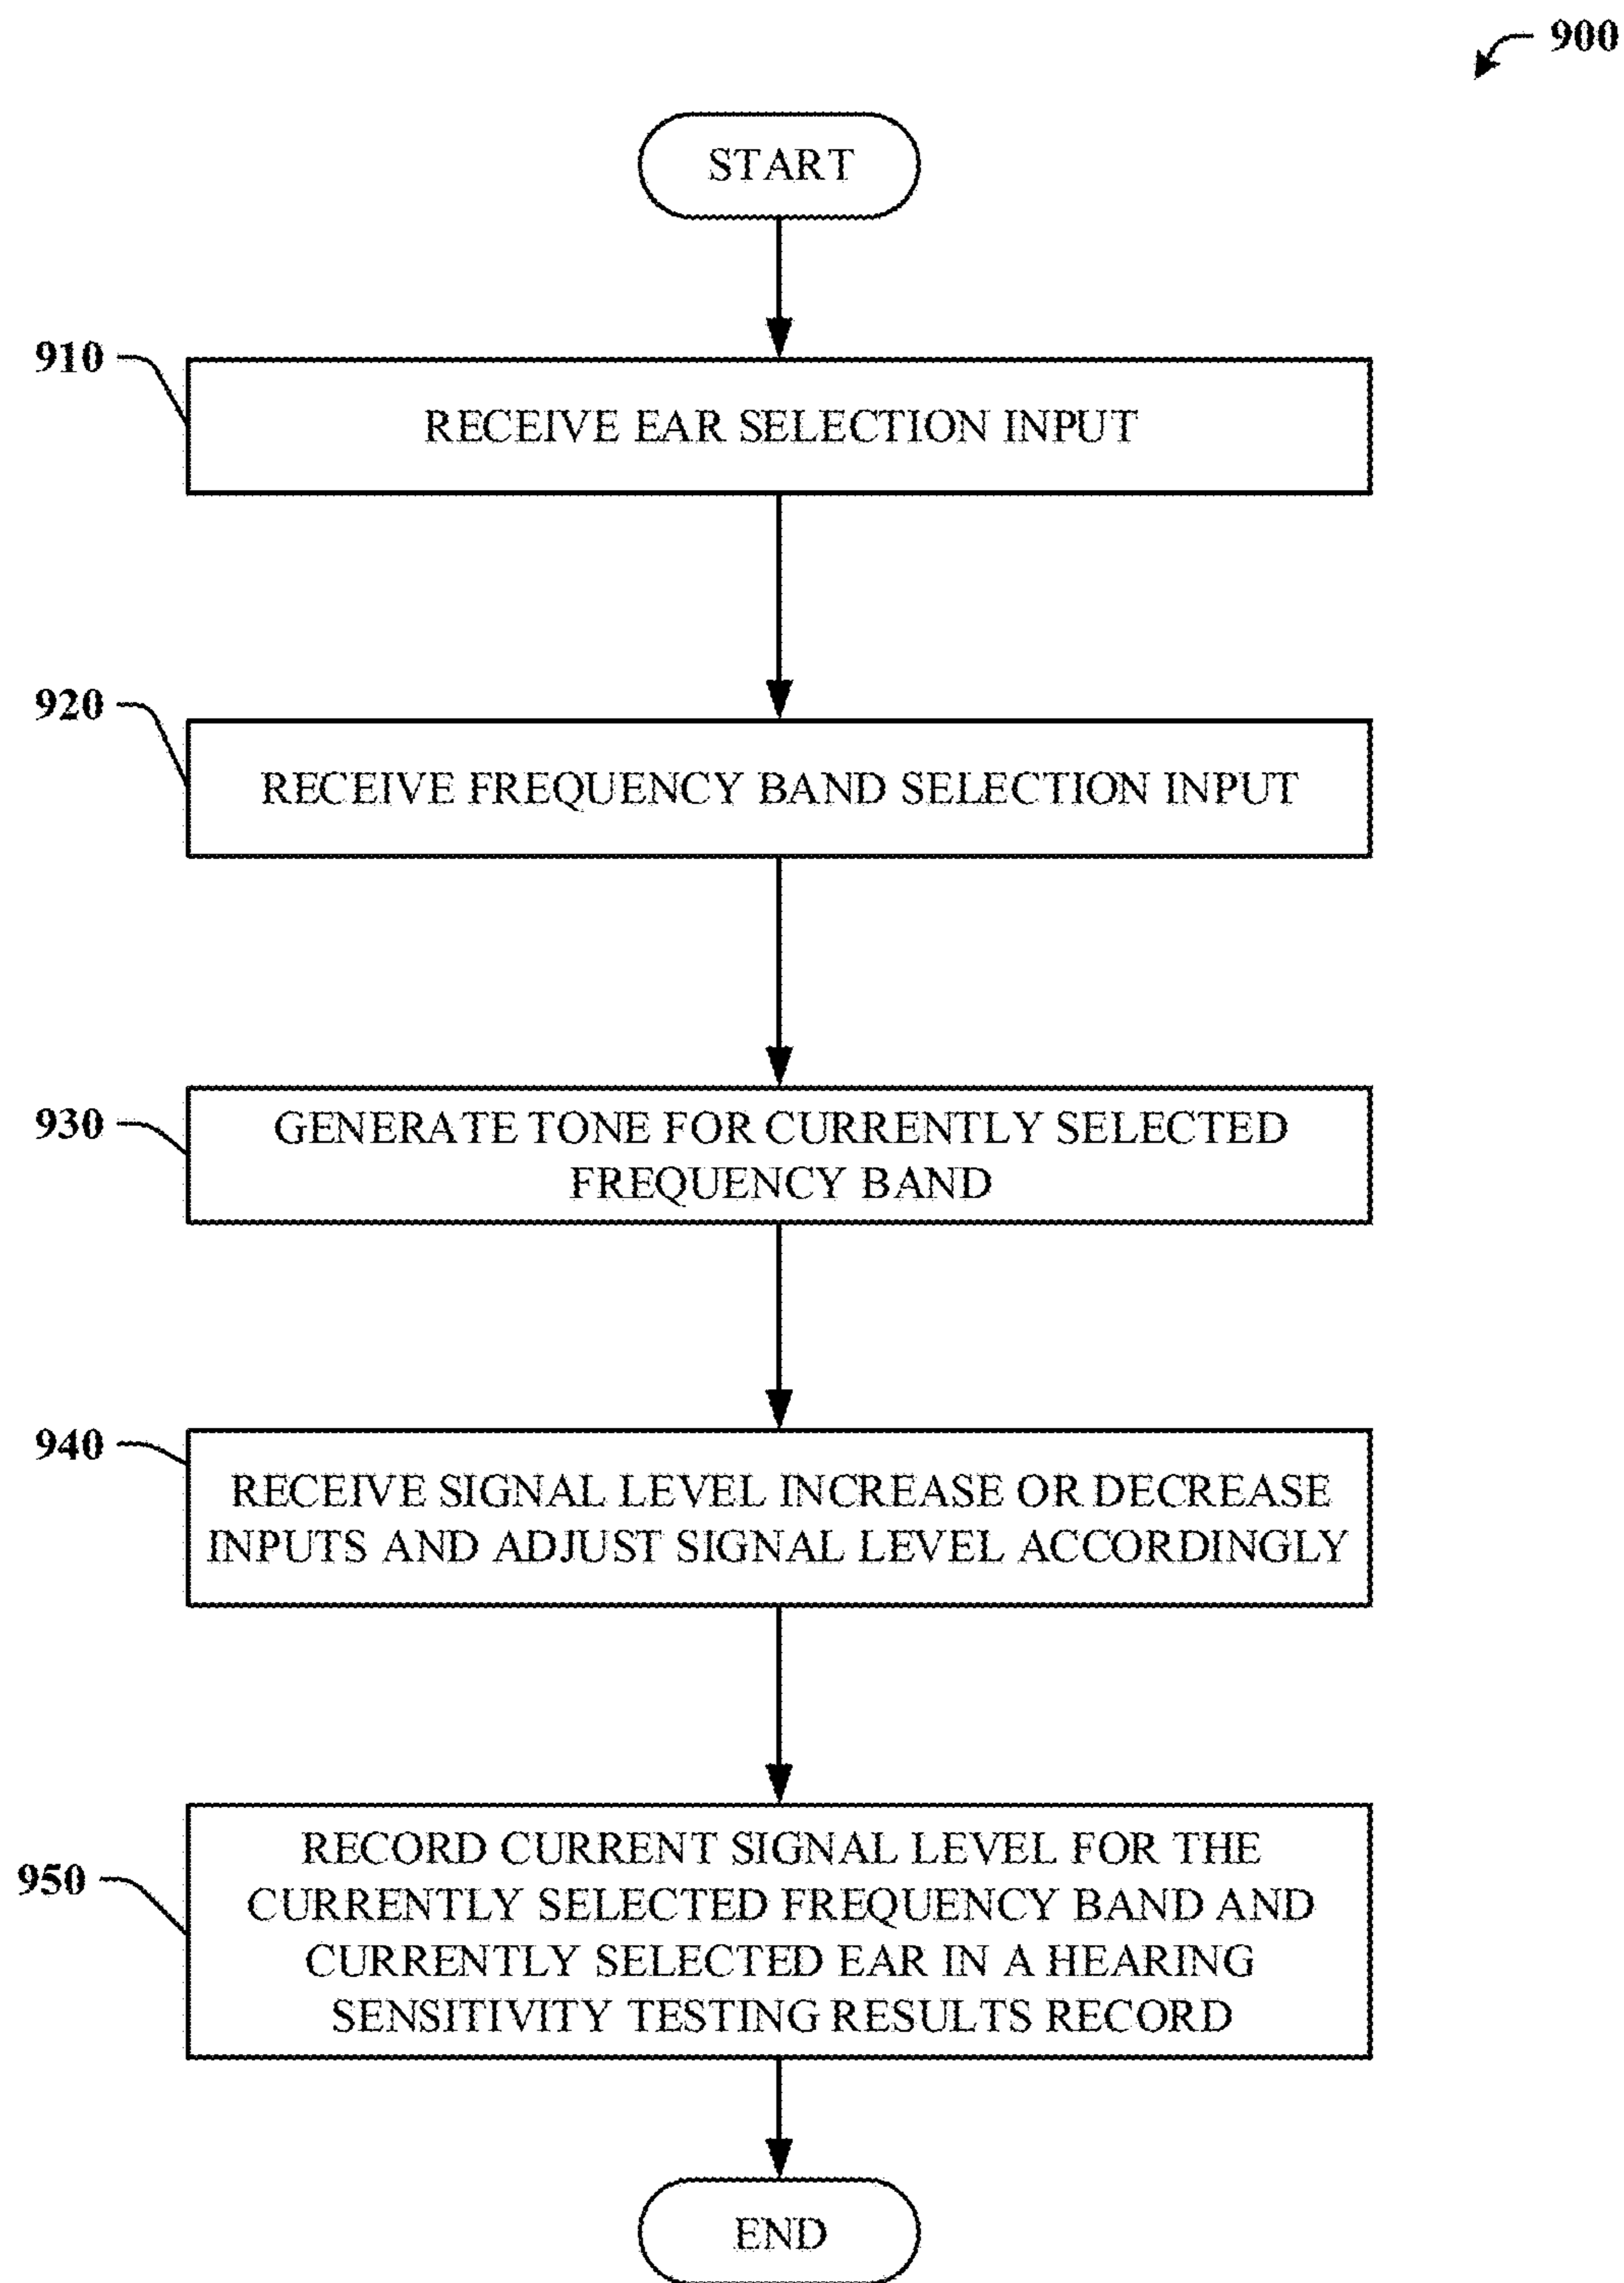 900
START
910
RECEIVE EAR SELECTION INPUT
920
RECEIVE FREQUENCY BAND SELECTION INPUT
930
GENERATE TONE FOR CURRENTLY SELECTED
FREQUENCY BAND
940
RECEIVE SIGNAL LEVEL INCREASE OR DECREASE
INPUTS AND ADJUST SIGNAL LEVEL ACCORDINGLY
950
RECORD CURRENT SIGNAL LEVEL FOR THE
CURRENTLY SELECTED FREQUENCY BAND AND
CURRENTLY SELECTED EAR IN A HEARING
SENSITIVITY TESTING RESULTS RECORD
END